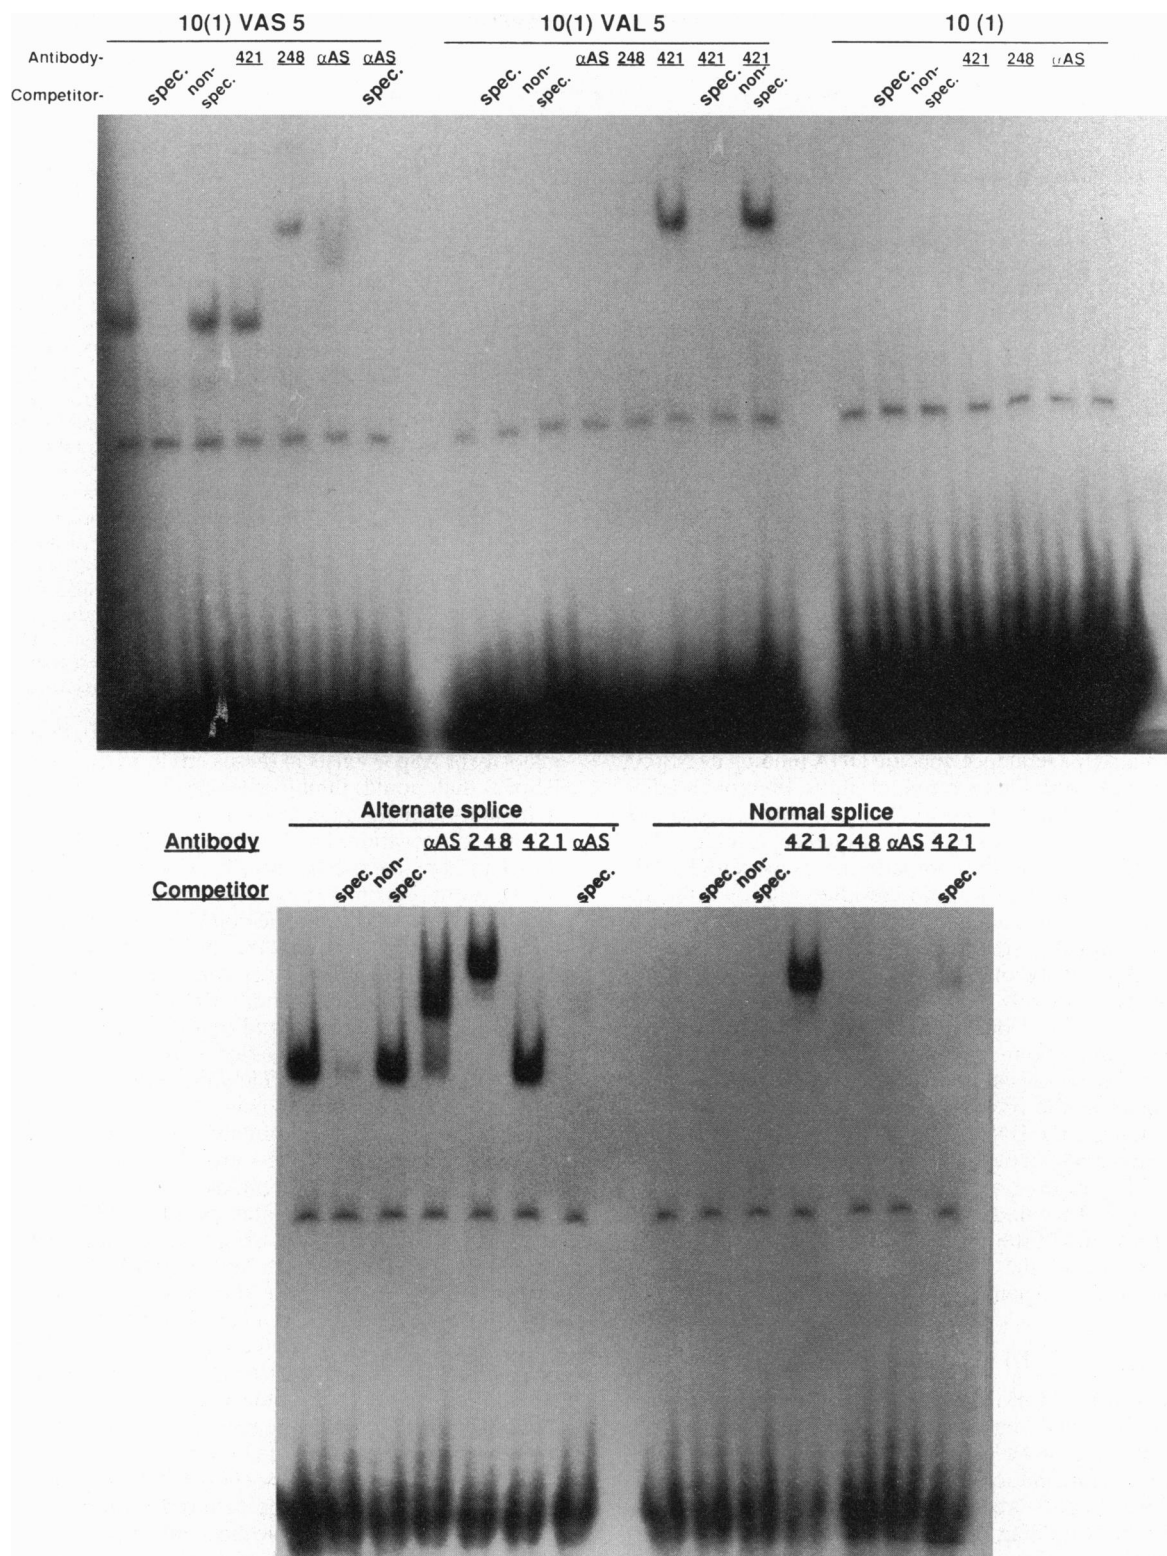 10(1) VAS 5 10(1) VAL 5 10 (1)
Antibody- 421 248 αAS αAS αAS 248 421 421 421 421 248 αAS
Competitor- spec. non-spec. spec. spec. non-spec. spec. non-spec. spec. non-spec.
Alternate splice Normal splice
Antibody αAS 248 421 αAS 421 248 αAS 421
Competitor spec. non-spec. spec. spec. non-spec. spec.